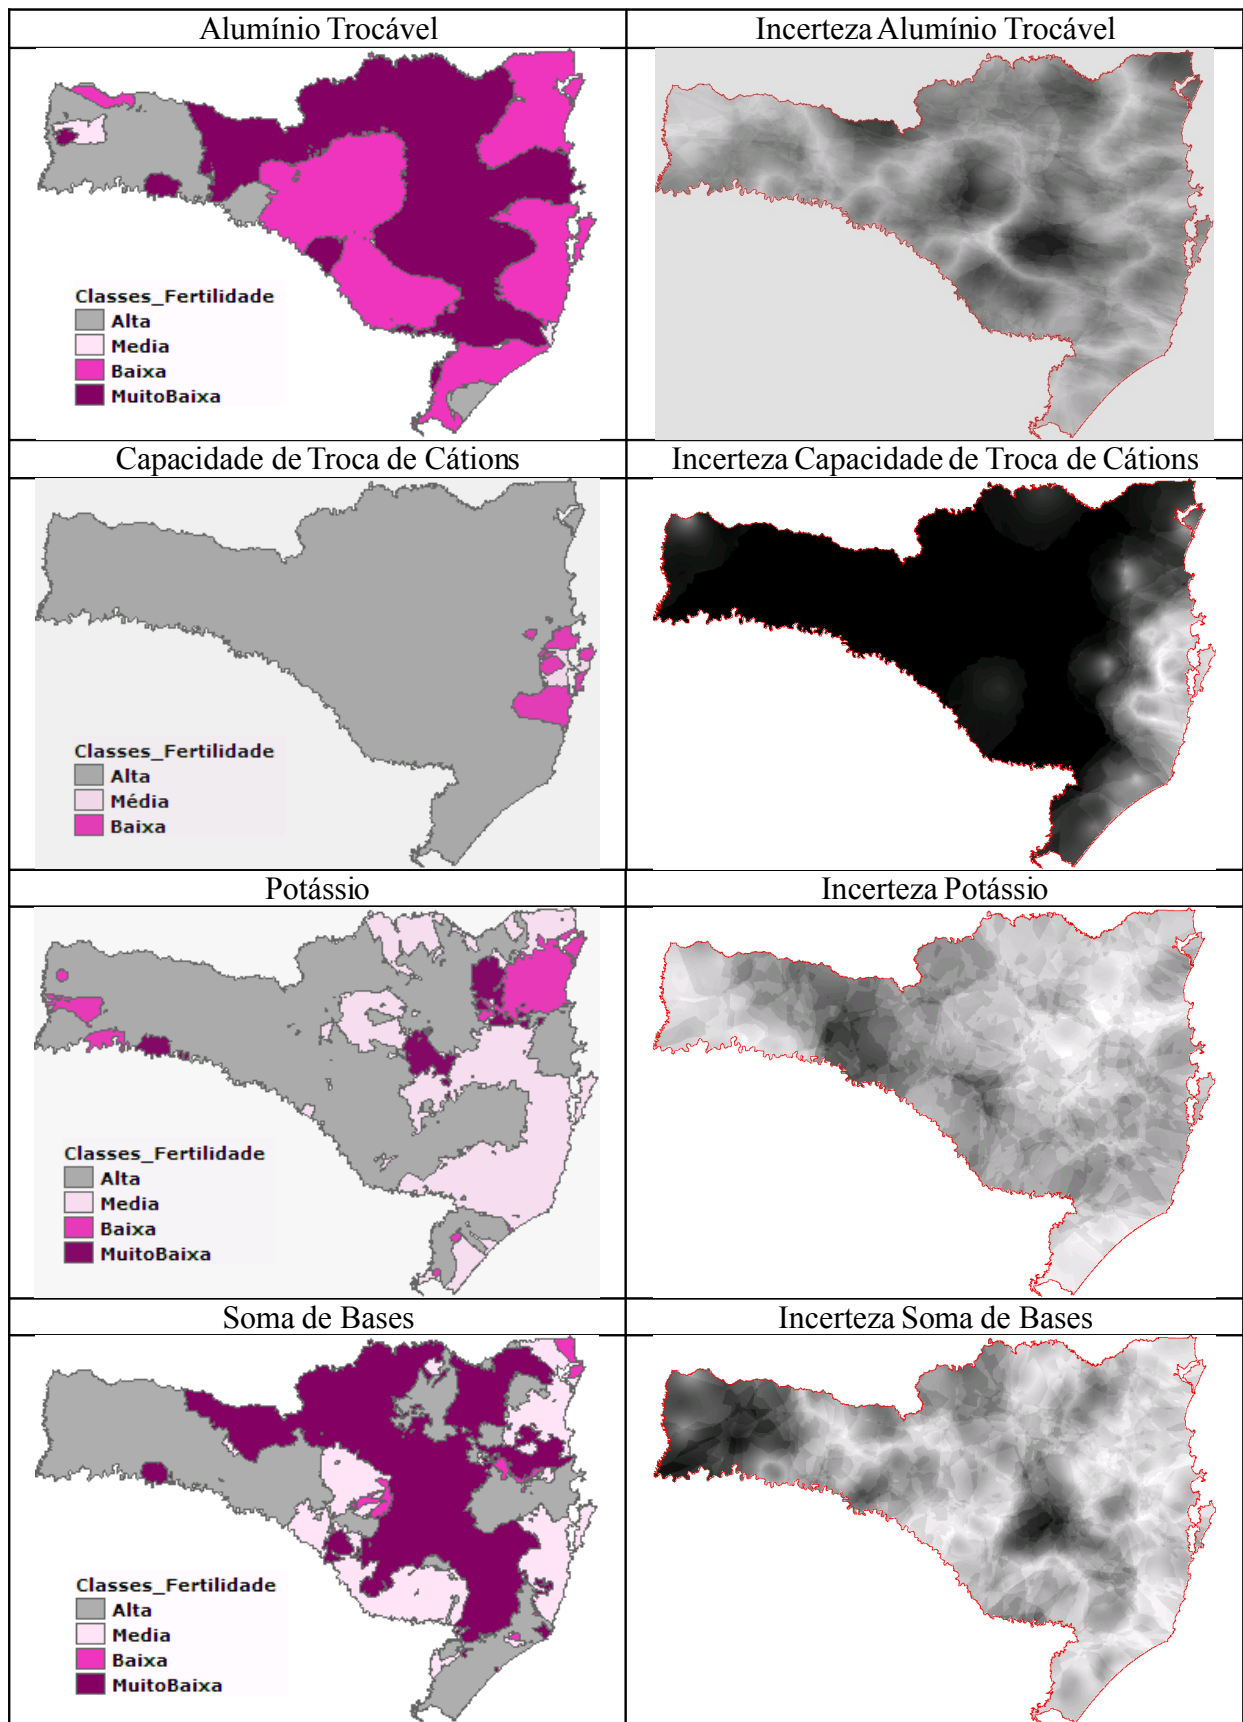 Alumínio Trocável
Incerteza Alumínio Trocável
Classes_Fertilidade
Alta
Media
Baixa
MuitoBaixa
Capacidade de Troca de Cátions
Incerteza Capacidade de Troca de Cátions
Classes_Fertilidade
Alta
Média
Baixa
Potássio
Incerteza Potássio
Classes_Fertilidade
Alta
Media
Baixa
MuitoBaixa
Soma de Bases
Incerteza Soma de Bases
Classes_Fertilidade
Alta
Media
Baixa
MuitoBaixa